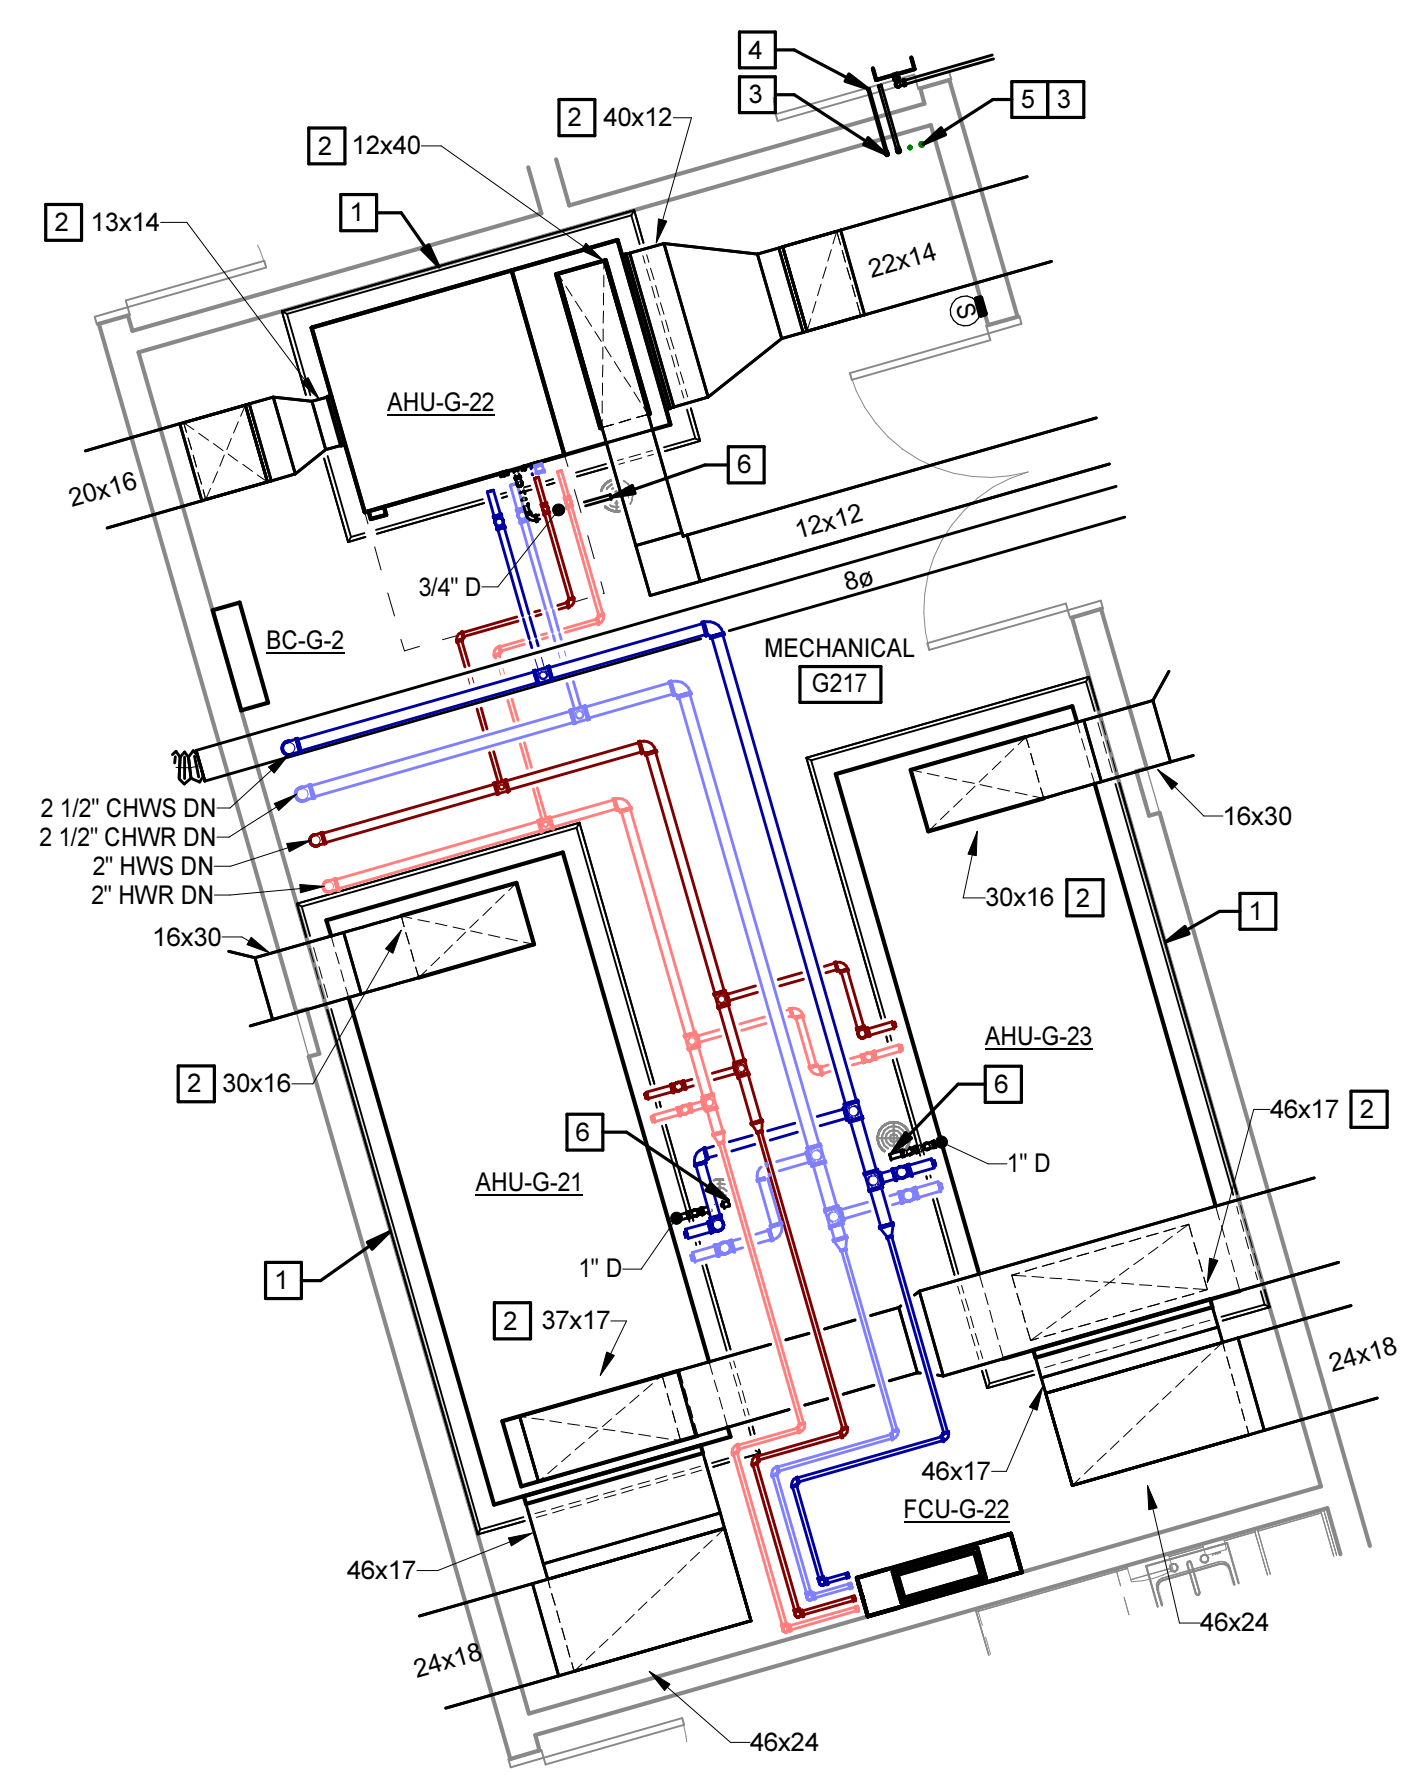 4
3
5 3
2 40x12
2 12x40
1
2 13x14
22x14
S
AHU-G-22
20x16
6
12x12
3/4" D
8ø
BC-G-2
MECHANICAL
G217
2 1/2" CHWS DN
2 1/2" CHWR DN
2" HWS DN
2" HWR DN
16x30
16x30
30x16 2
1
2 30x16
AHU-G-23
6
46x17 2
6
1" D
AHU-G-21
1" D
1
2 37x17
24x18
46x17
FCU-G-22
46x17
46x24
24x18
46x24